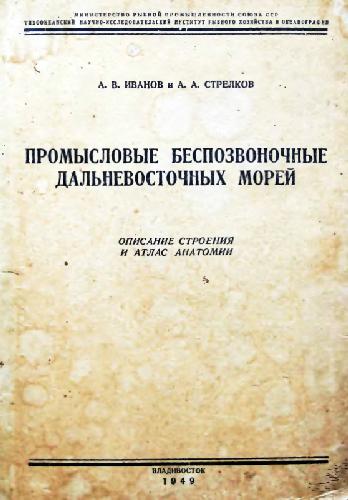 МИНИСТЕРСТВО РЫБНОЙ ПРОМЫШЛЕННОСТИ СОЮЗА ССР
ТИХООКЕАНСКИЙ НАУЧНО-ИССЛЕДОВАТЕЛЬСКИЙ ИНСТИТУТ РЫБНОГО ХОЗЯЙСТВА И ОКЕАНОГРАФИИ
А. В. ИВАНОВ и А. А. СТРЕЛКОВ
ПРОМЫСЛОВЫЕ БЕСПОЗВОНОЧНЫЕ
ДАЛЬНЕВОСТОЧНЫХ МОРЕЙ
ОПИСАНИЕ СТРОЕНИЯ
И АТЛАС АНАТОМИИ
ВЛАДИВОСТОК
1949